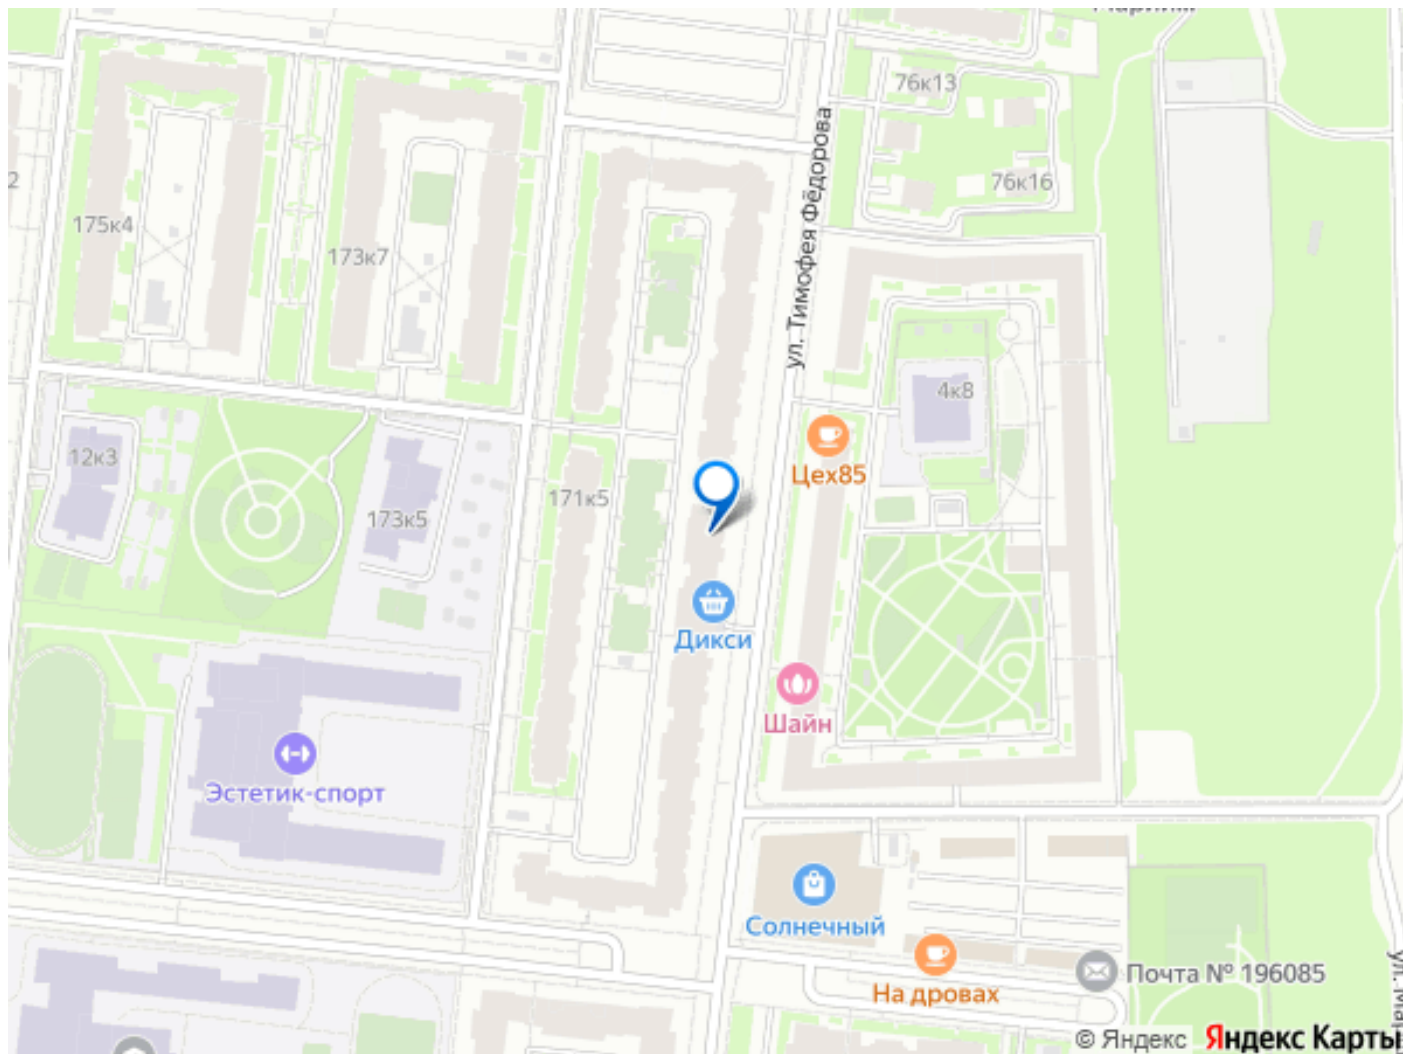 76к13
ул. Тимофея Фёдорова
76к16
2
175к4
173к7
4к8
Цех85
12к3
171к5
173к5
Дикси
Шайн
Эстетик-спорт
Солнечный
На дровах
Почта № 196085
© Яндекс Яндекс Карты